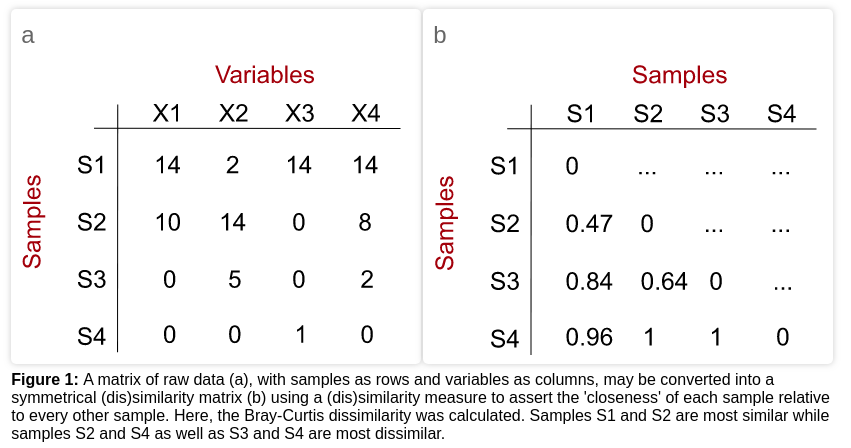 a
Variables
X1 X2 X3 X4
Samples
S1 14 2 14 14
S2 10 14 0 8
S3 0 5 0 2
S4 0 0 1 0
b
Samples
S1 S2 S3 S4
Samples
S1 0 ... ... ...
S2 0.47 0 ... ...
S3 0.84 0.64 0 ...
S4 0.96 1 1 0
Figure 1: A matrix of raw data (a), with samples as rows and variables as columns, may be converted into a
symmetrical (dis)similarity matrix (b) using a (dis)similarity measure to assert the 'closeness' of each sample relative
to every other sample. Here, the Bray-Curtis dissimilarity was calculated. Samples S1 and S2 are most similar while
samples S2 and S4 as well as S3 and S4 are most dissimilar.